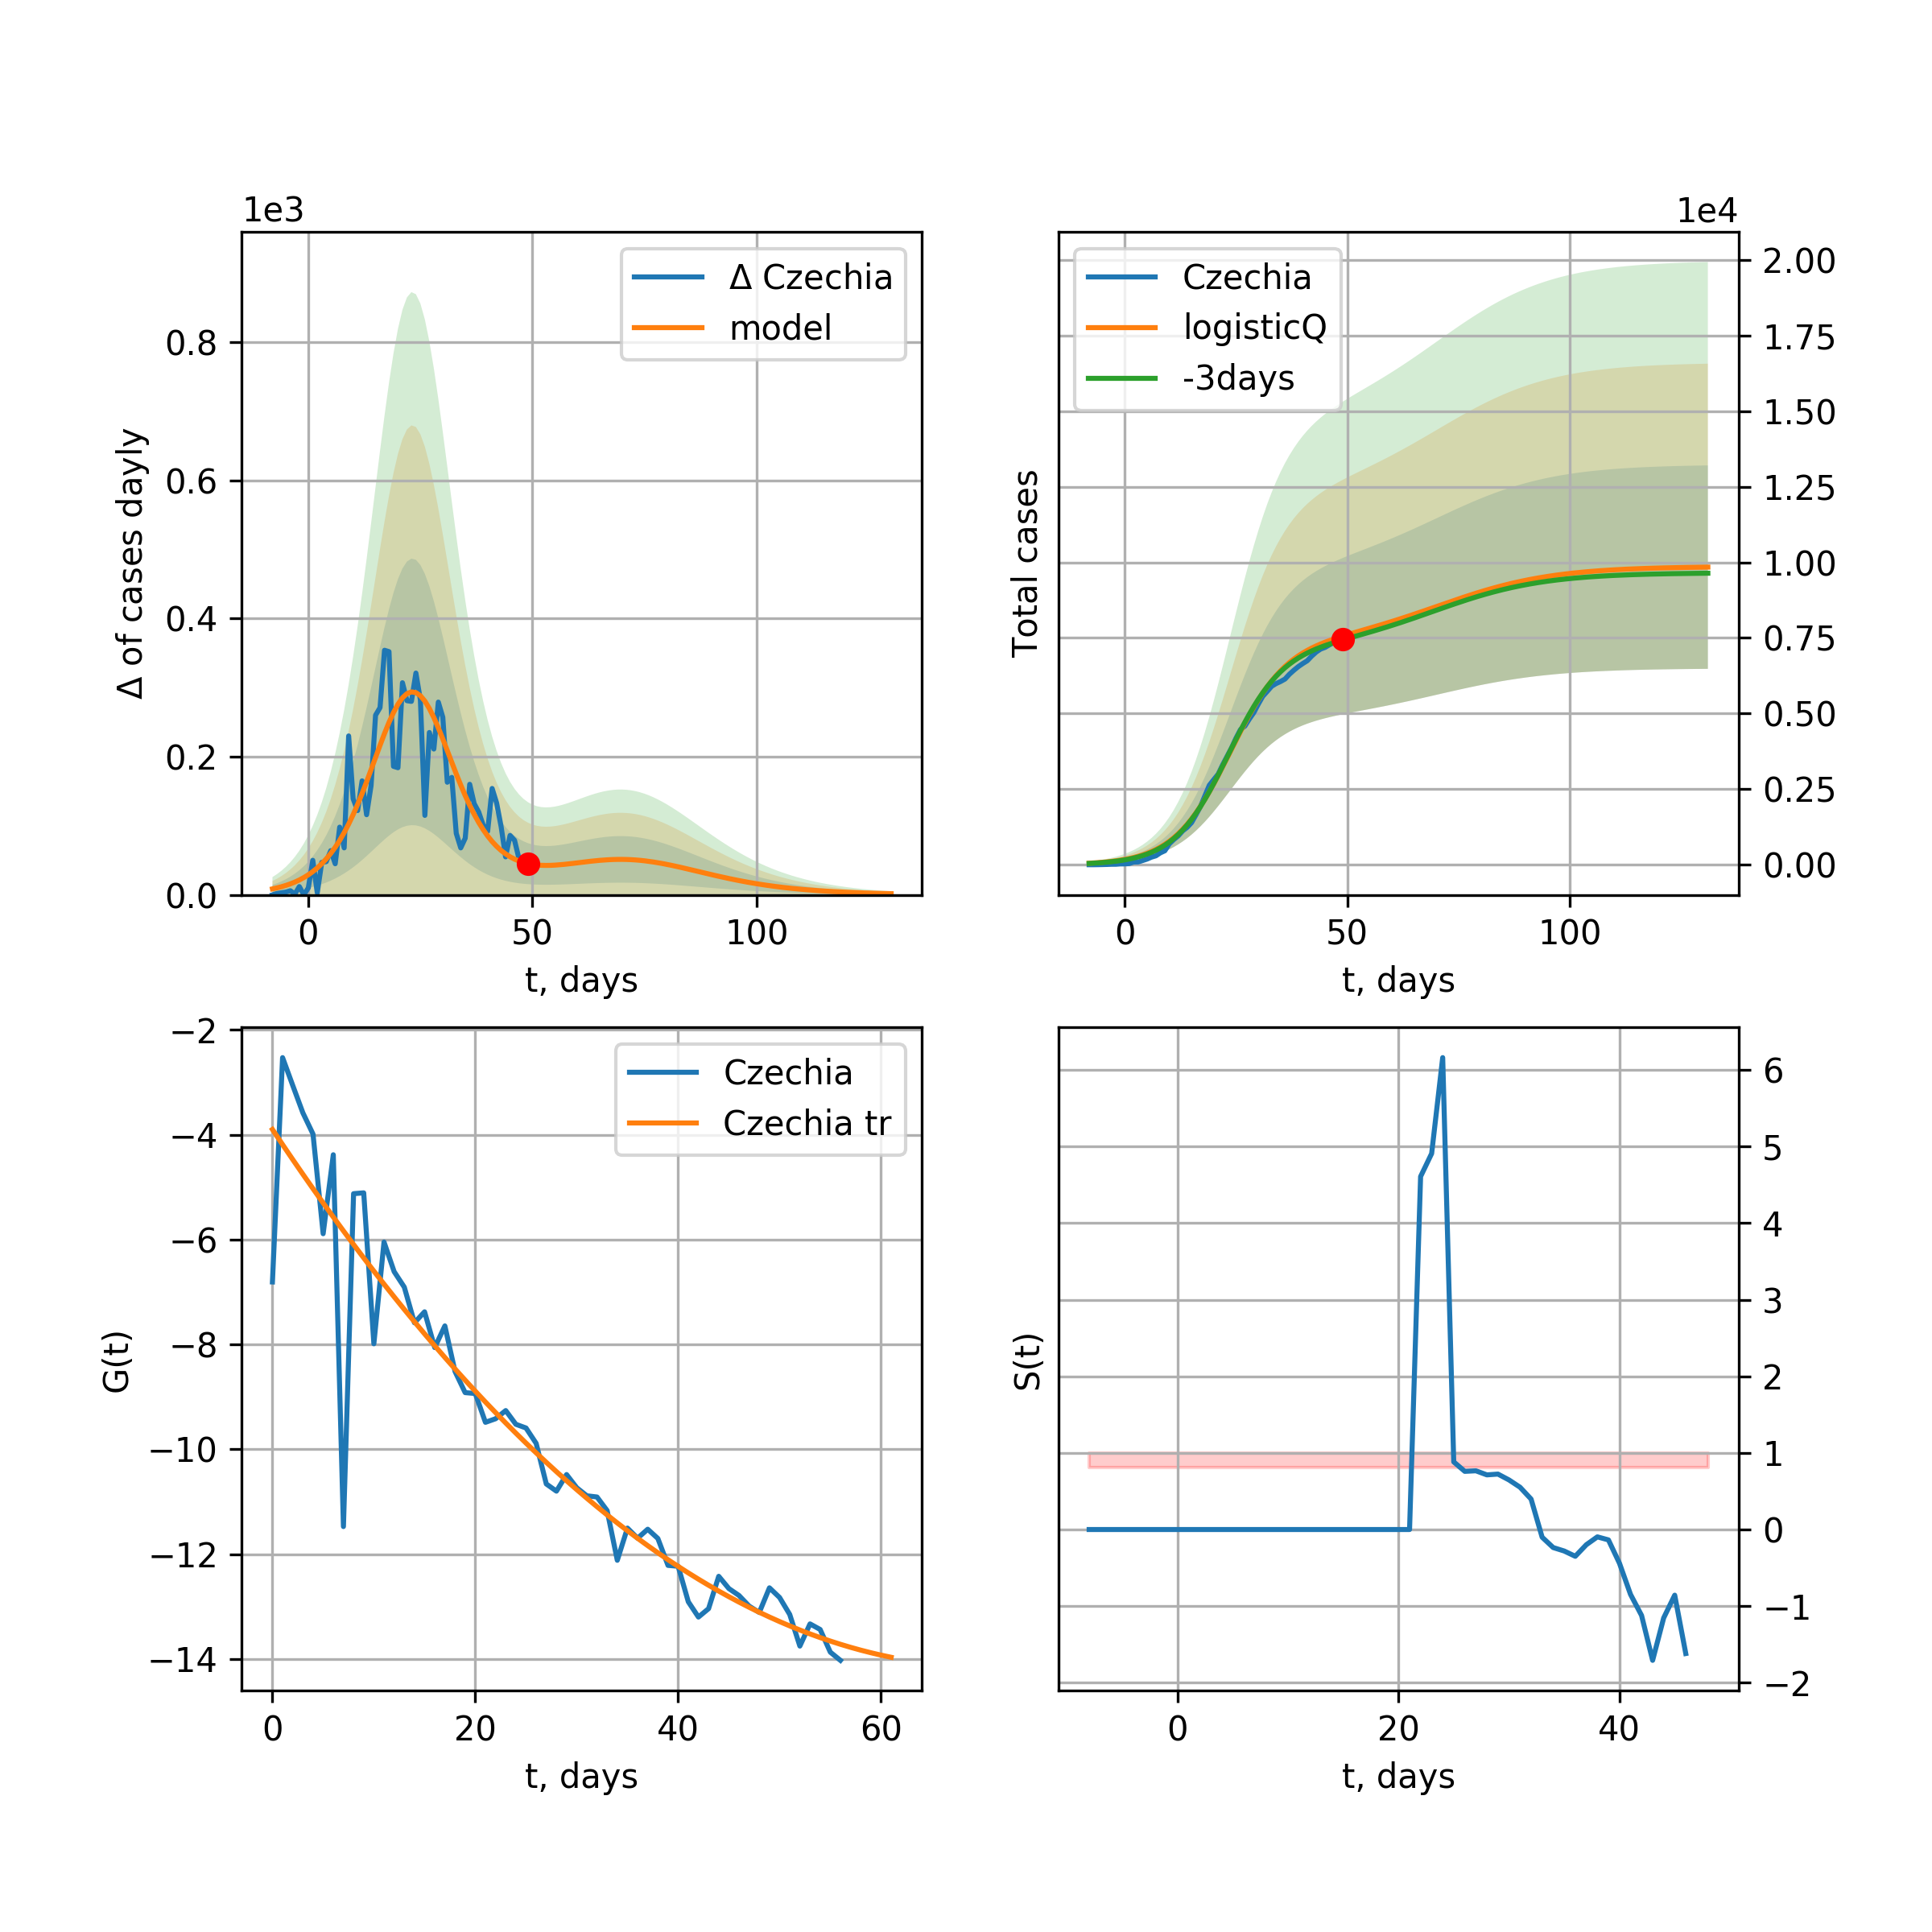 1e3
Δ Czechia
model
0.8
0.6
0.4
0.2
0.0
Δ of cases dayly
0 50 100
t, days
1e4
Czechia
logisticQ
-3days
2.00
1.75
1.50
1.25
1.00
0.75
0.50
0.25
0.00
Total cases
0 50 100
t, days
Czechia
Czechia tr
−2
−4
−6
−8
−10
−12
−14
G(t)
0 20 40 60
t, days
6
5
4
3
2
1
0
−1
−2
S(t)
0 20 40
t, days